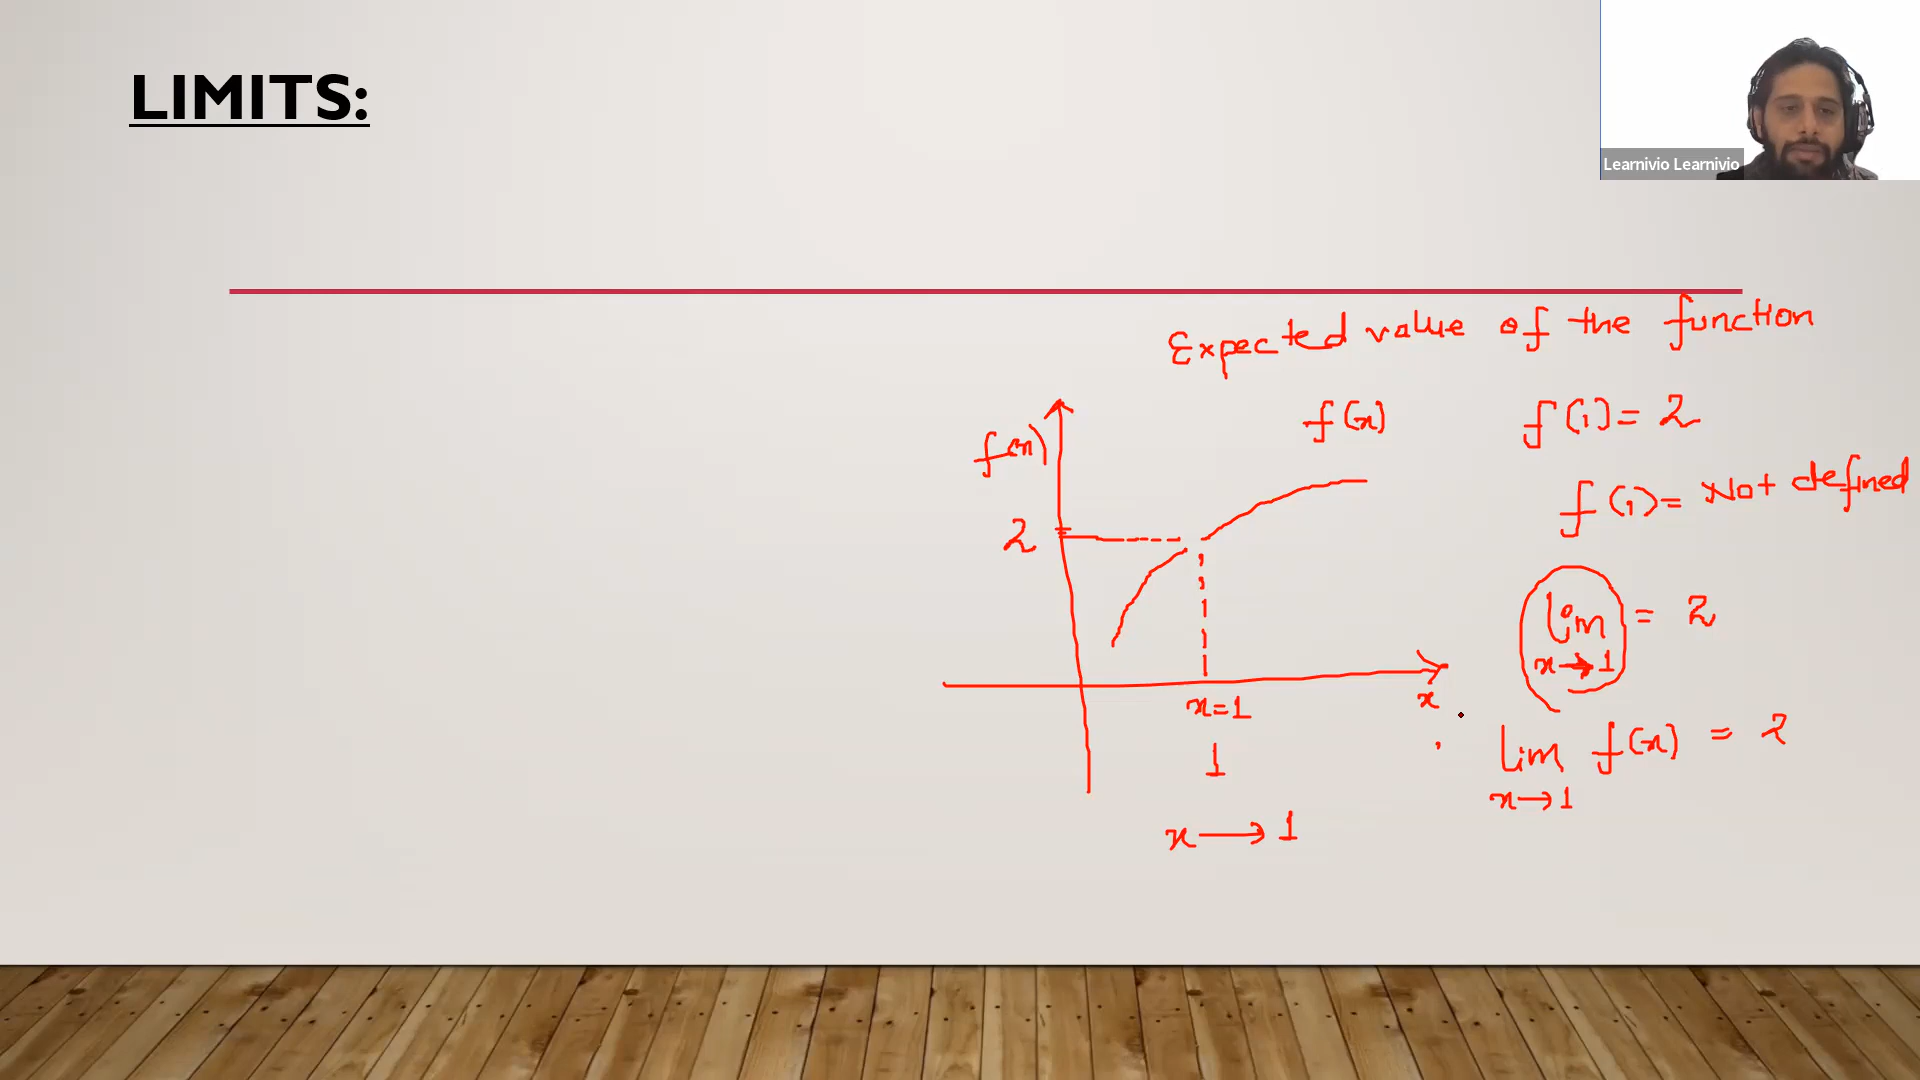 LIMITS:
Learnivio Learnivio
Expected value of the function
f(x)
f(1) = 2
f(x)
f(1) = Not defined
2
lim = 2
x→1
x
x=1
1
lim f(x) = 2
x→1
x → 1